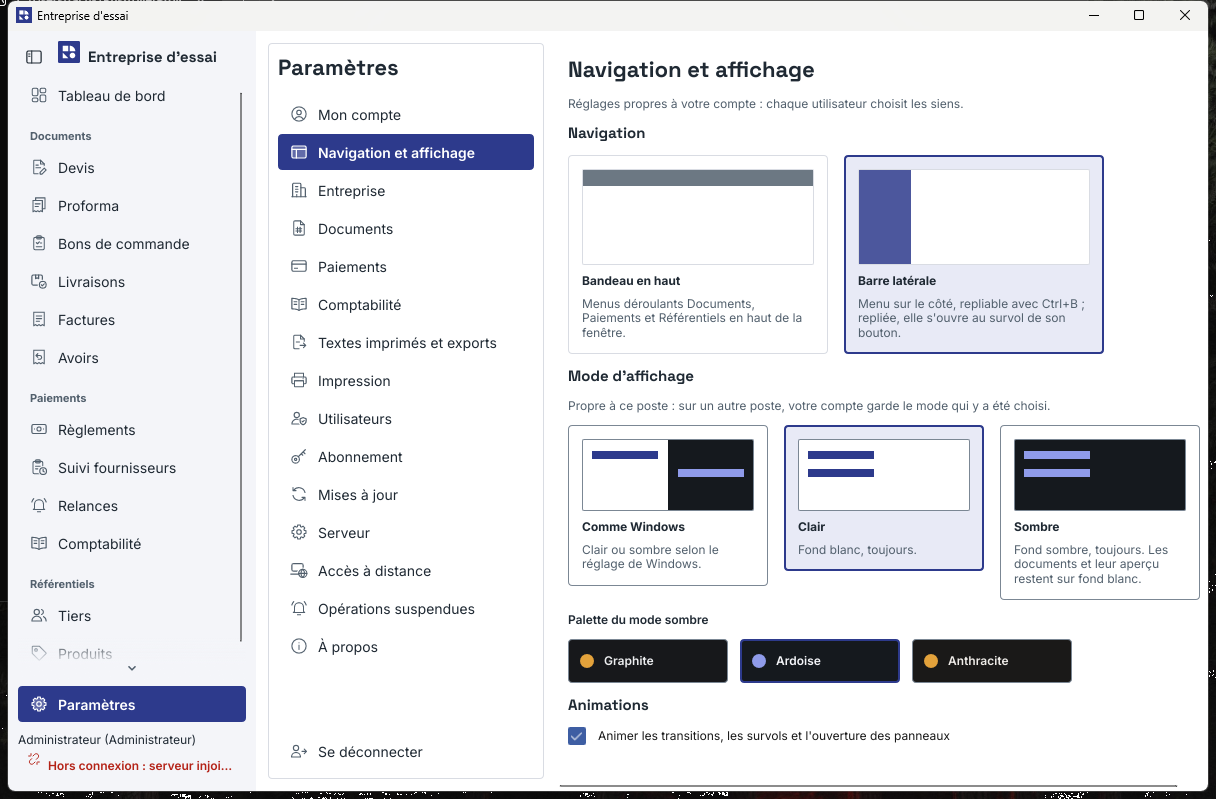 Entreprise d'essai
Entreprise d'essai
Tableau de bord
Documents
Devis
Proforma
Bons de commande
Livraisons
Factures
Avoirs
Paiements
Règlements
Suivi fournisseurs
Relances
Comptabilité
Référentiels
Tiers
Produits
Paramètres
Administrateur (Administrateur)
Hors connexion : serveur injoi...
Paramètres
Mon compte
Navigation et affichage
Entreprise
Documents
Paiements
Comptabilité
Textes imprimés et exports
Impression
Utilisateurs
Abonnement
Mises à jour
Serveur
Accès à distance
Opérations suspendues
À propos
Se déconnecter
Navigation et affichage
Réglages propres à votre compte : chaque utilisateur choisit les siens.
Navigation
Bandeau en haut
Menus déroulants Documents,
Paiements et Référentiels en haut de la
fenêtre.
Barre latérale
Menu sur le côté, repliable avec Ctrl+B ;
repliée, elle s'ouvre au survol de son
bouton.
Mode d'affichage
Propre à ce poste : sur un autre poste, votre compte garde le mode qui y a été choisi.
Comme Windows
Clair ou sombre selon le
réglage de Windows.
Clair
Fond blanc, toujours.
Sombre
Fond sombre, toujours. Les
documents et leur aperçu
restent sur fond blanc.
Palette du mode sombre
Graphite
Ardoise
Anthracite
Animations
Animer les transitions, les survols et l'ouverture des panneaux